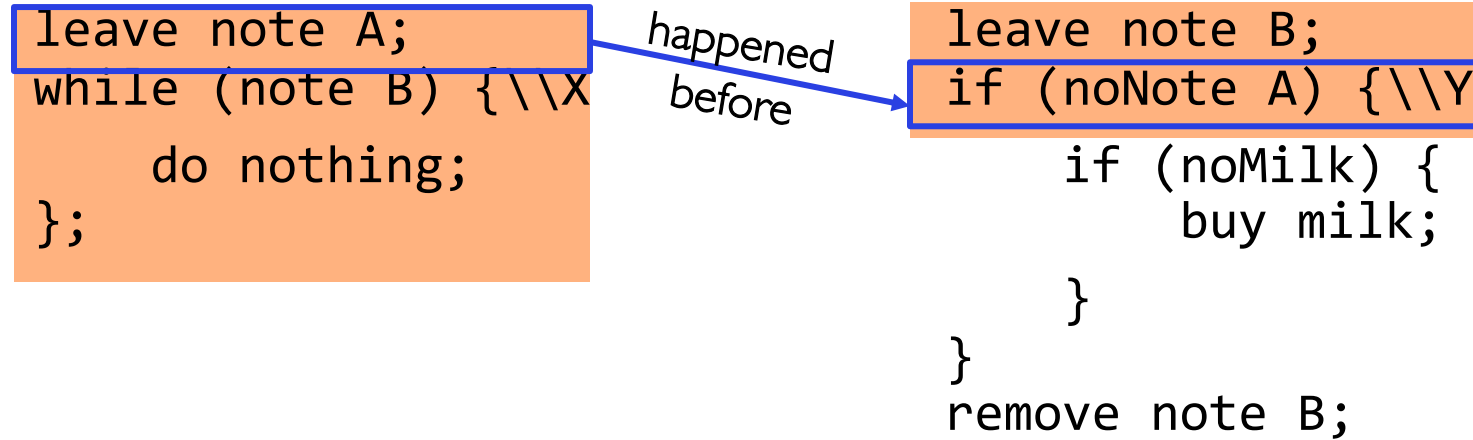 leave note A;
while (note B) {\\X
do nothing;
};
happened
before
leave note B;
if (noNote A) {\\Y
if (noMilk) {
buy milk;
}
}
remove note B;